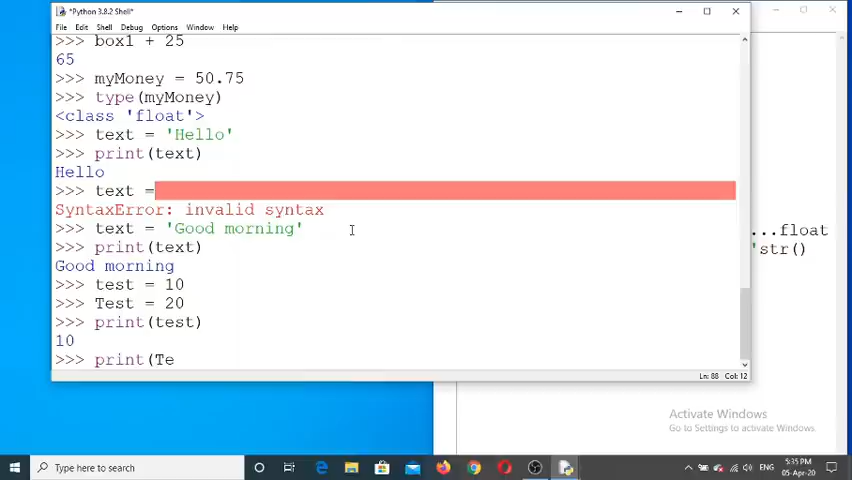 *Python 3.8.2 Shell*
File Edit Shell Debug Options Window Help
>>> box1 + 25
65
>>> myMoney = 50.75
>>> type(myMoney)
<class 'float'>
>>> text = 'Hello'
>>> print(text)
Hello
>>> text =
SyntaxError: invalid syntax
>>> text = 'Good morning'
>>> print(text)
Good morning
>>> test = 10
>>> Test = 20
>>> print(test)
10
>>> print(Te
Ln: 88 Col: 12
...float
'str()
Activate Windows
Go to Settings to activate Windows.
Type here to search
ENG
5:35 PM
05-Apr-20